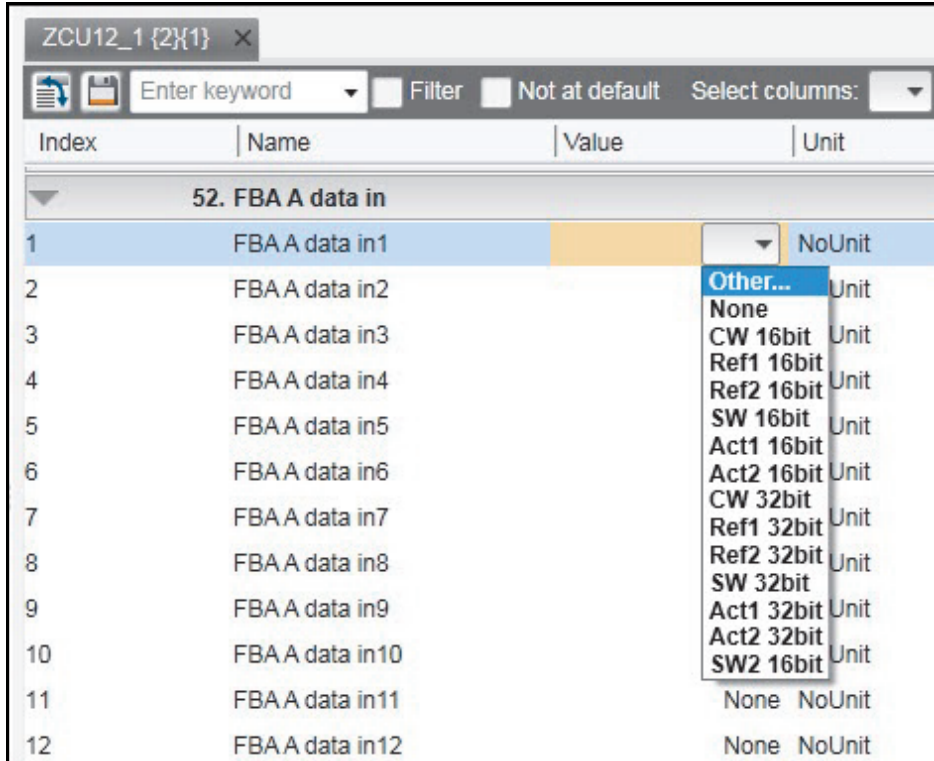 ZCU12_1 {2}{1} ×
Enter keyword Filter Not at default Select columns:
Index Name Value Unit
52. FBA A data in
1 FBA A data in1 NoUnit
Other...
2 FBA A data in2 Unit
None
3 FBA A data in3 CW 16bit Unit
Ref1 16bit
4 FBA A data in4 Ref2 16bit Unit
SW 16bit
5 FBA A data in5 Unit
Act1 16bit
6 FBA A data in6 Act2 16bit Unit
CW 32bit
7 FBA A data in7 Ref1 32bit Unit
Ref2 32bit
8 FBA A data in8 Unit
SW 32bit
9 FBA A data in9 Act1 32bit Unit
Act2 32bit
10 FBA A data in10 SW2 16bit Unit
11 FBA A data in11 None NoUnit
12 FBA A data in12 None NoUnit